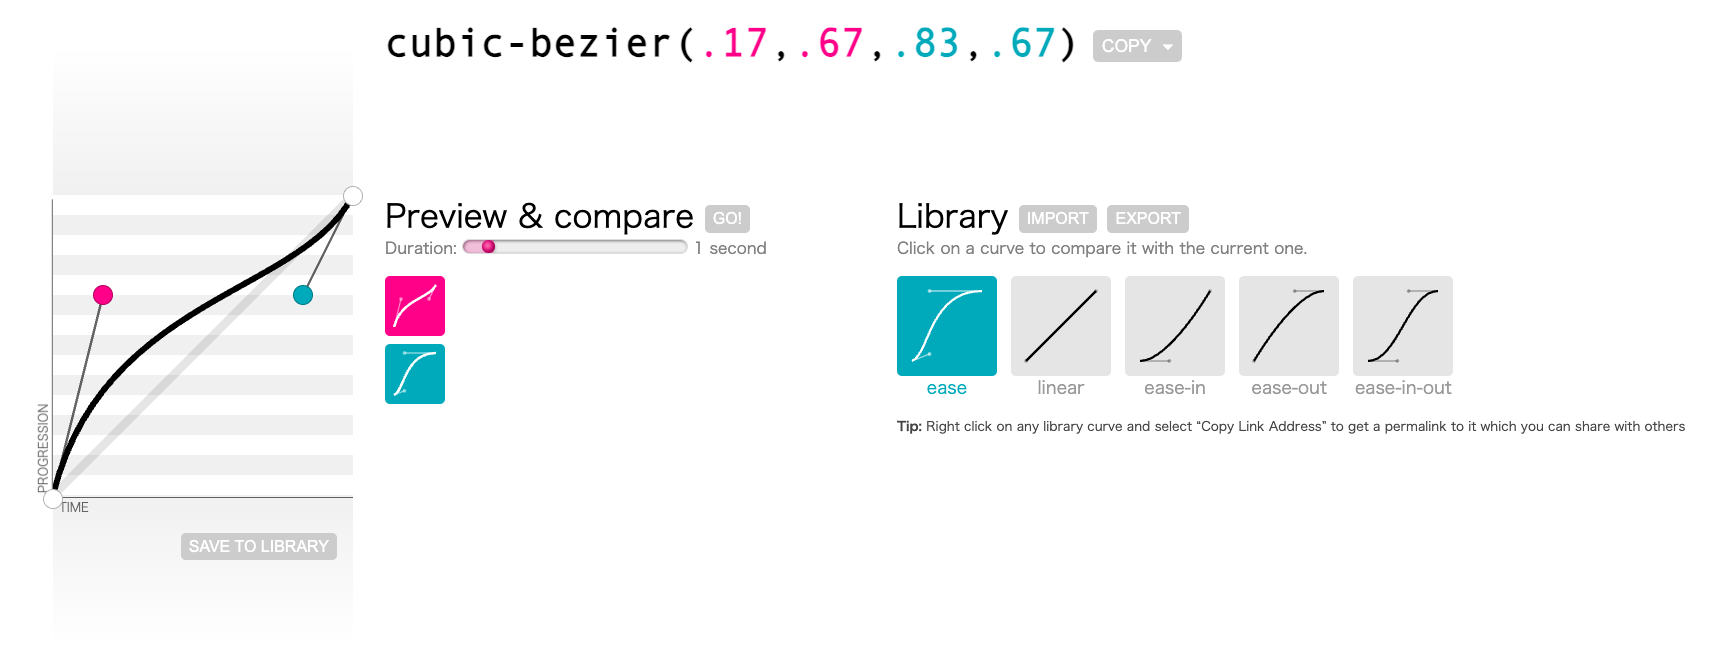 cubic-bezier(.17,.67,.83,.67) COPY
PROGRESSION
TIME
SAVE TO LIBRARY
Preview & compare GO!
Duration: 1 second
Library IMPORT EXPORT
Click on a curve to compare it with the current one.
ease linear ease-in ease-out ease-in-out
Tip: Right click on any library curve and select “Copy Link Address” to get a permalink to it which you can share with others